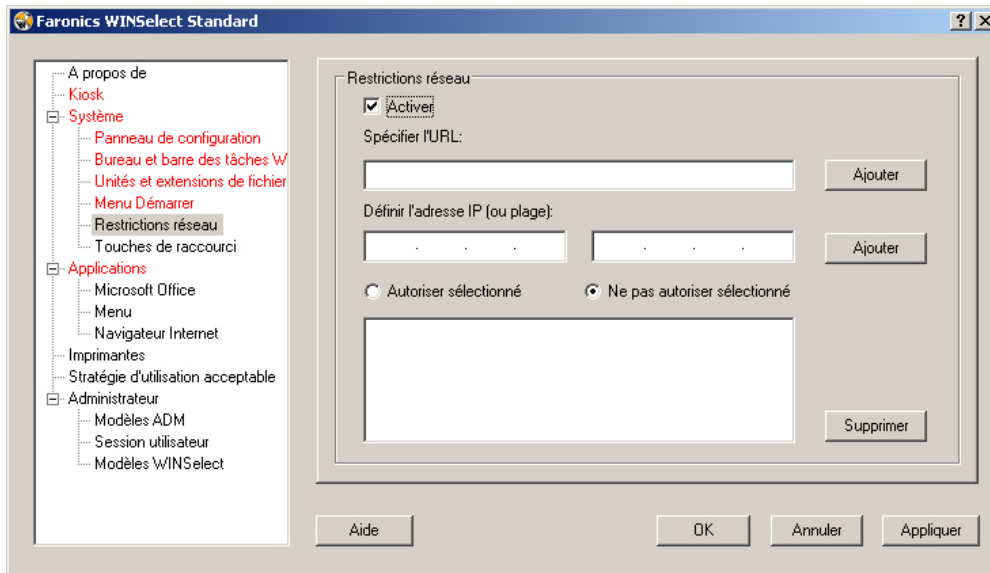 Faronics WINSelect Standard
A propos de
Kiosk
Système
Panneau de configuration
Bureau et barre des tâches W
Unités et extensions de fichier
Menu Démarrer
Restrictions réseau
Touches de raccourci
Applications
Microsoft Office
Menu
Navigateur Internet
Imprimantes
Stratégie d'utilisation acceptable
Administrateur
Modèles ADM
Session utilisateur
Modèles WINSelect
Restrictions réseau
Activer
Spécifier l'URL:
Ajouter
Définir l'adresse IP (ou plage):
Ajouter
Autoriser sélectionné
Ne pas autoriser sélectionné
Supprimer
Aide
OK
Annuler
Appliquer